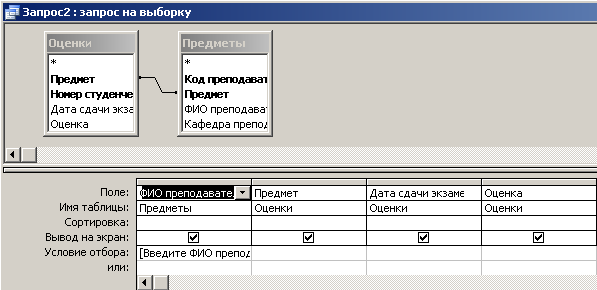 Запрос2 : запрос на выборку
Оценки
*
Предмет
Номер студенче
Дата сдачи экза
Оценка
Предметы
*
Код преподават
Предмет
ФИО преподават
Кафедра препод
Поле: ФИО преподавате. Предмет Дата сдачи экзаме Оценка
Имя таблицы: Предметы Оценки Оценки Оценки
Сортировка:
Вывод на экран:
Условие отбора: [Введите ФИО препод
или: